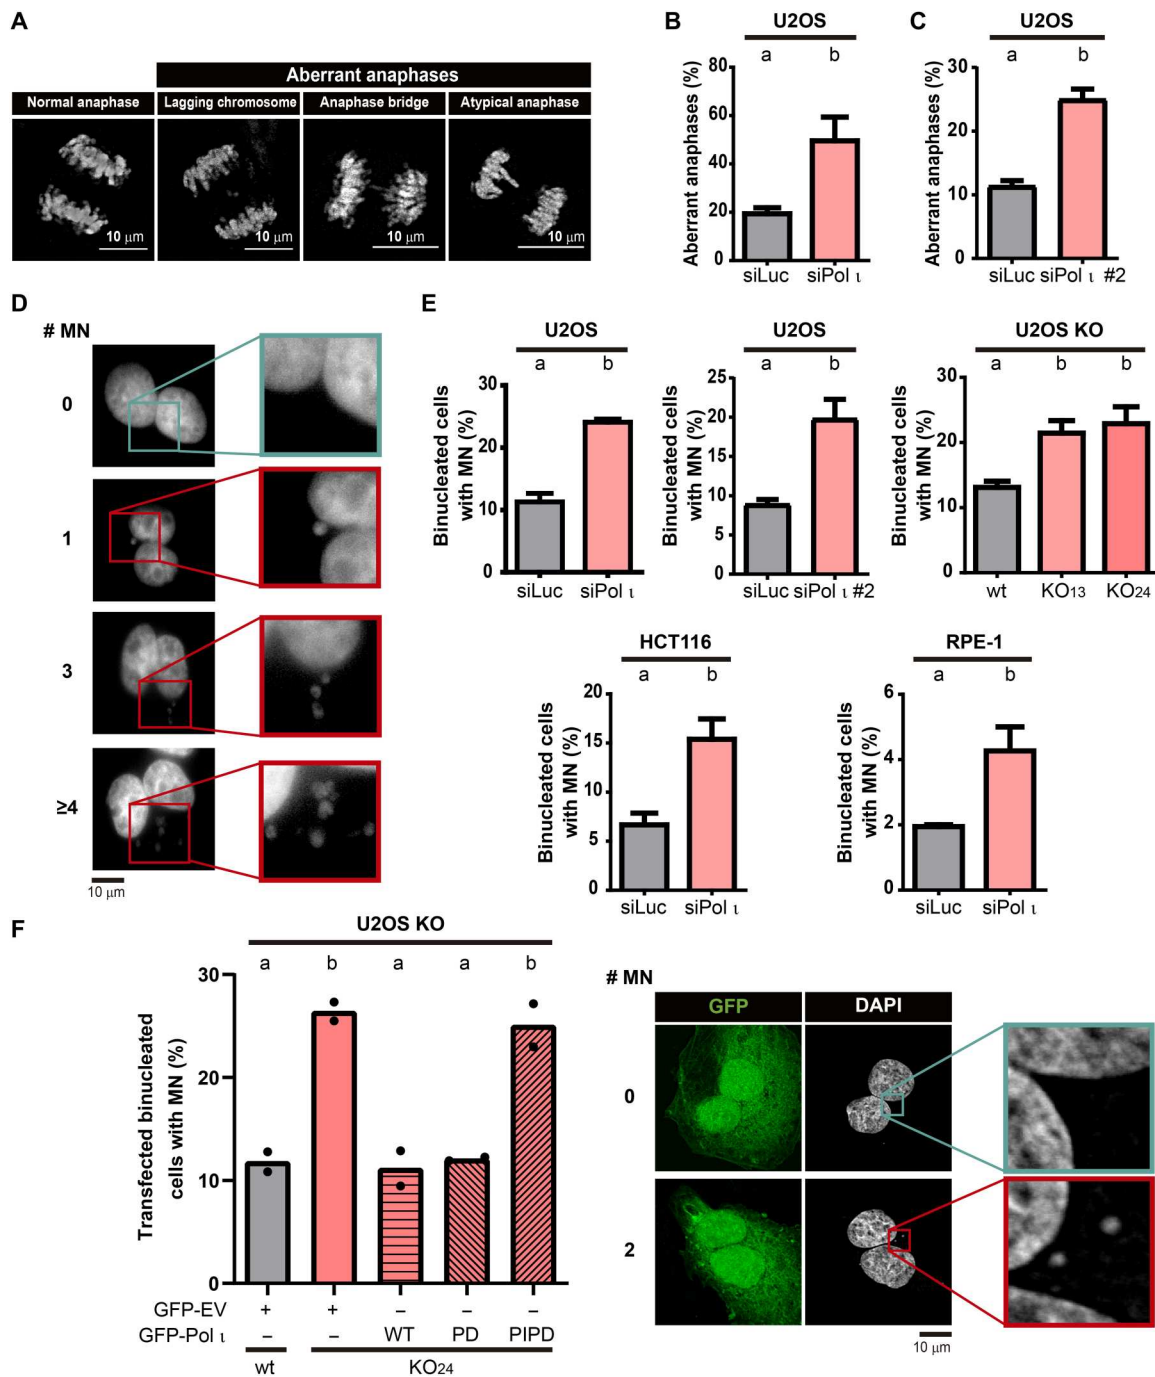 A
Aberrant anaphases
Normal anaphase
Lagging chromosome
Anaphase bridge
Atypical anaphase
10 μm
10 μm
10 μm
10 μm
B
U2OS
a b
Aberrant anaphases (%)
80
60
40
20
0
siLuc siPol ι
C
U2OS
a b
Aberrant anaphases (%)
30
20
10
0
siLuc siPol ι #2
D
# MN
0
1
3
≥4
10 μm
E
U2OS
a b
Binucleated cells
with MN (%)
30
20
10
0
siLuc siPol ι
U2OS
a b
Binucleated cells
with MN (%)
25
20
15
10
5
0
siLuc siPol ι #2
U2OS KO
a b b
Binucleated cells
with MN (%)
30
20
10
0
wt KO13 KO24
HCT116
a b
Binucleated cells
with MN (%)
20
15
10
5
0
siLuc siPol ι
RPE-1
a b
Binucleated cells
with MN (%)
6
4
2
0
siLuc siPol ι
F
U2OS KO
a b a a b
Transfected binucleated
cells with MN (%)
30
20
10
0
GFP-EV + + – – –
GFP-Pol ι – – WT PD PIPD
wt KO24
# MN
GFP DAPI
0
2
10 μm